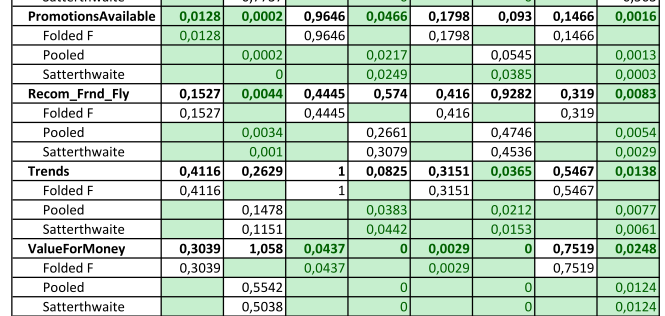 PromotionsAvailable 0,0128 0,0002 0,9646 0,0466 0,1798 0,093 0,1466 0,0016
Folded F 0,0128 0,9646 0,1798 0,1466
Pooled 0,0002 0,0217 0,0545 0,0013
Satterthwaite 0 0,0249 0,0385 0,0003
Recom_Frnd_Fly 0,1527 0,0044 0,4445 0,574 0,416 0,9282 0,319 0,0083
Folded F 0,1527 0,4445 0,416 0,319
Pooled 0,0034 0,2661 0,4746 0,0054
Satterthwaite 0,001 0,3079 0,4536 0,0029
Trends 0,4116 0,2629 1 0,0825 0,3151 0,0365 0,5467 0,0138
Folded F 0,4116 1 0,3151 0,5467
Pooled 0,1478 0,0383 0,0212 0,0077
Satterthwaite 0,1151 0,0442 0,0153 0,0061
ValueForMoney 0,3039 1,058 0,0437 0 0,0029 0 0,7519 0,0248
Folded F 0,3039 0,0437 0,0029 0,7519
Pooled 0,5542 0 0 0,0124
Satterthwaite 0,5038 0 0 0,0124